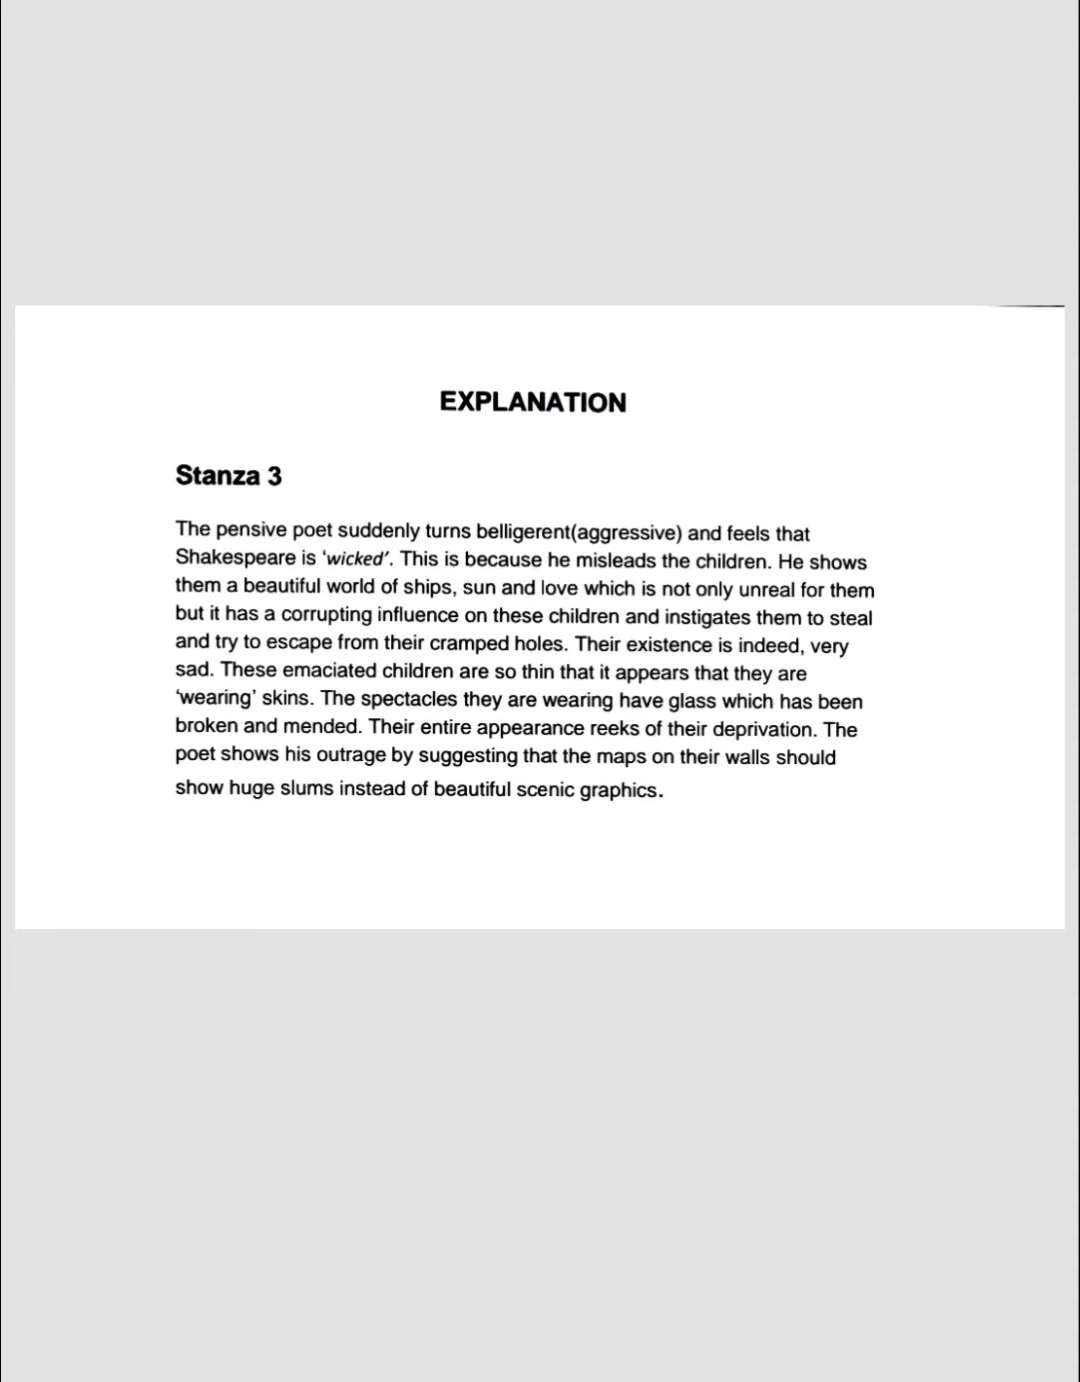 EXPLANATION
Stanza 3
The pensive poet suddenly turns belligerent(aggressive) and feels that
Shakespeare is ‘wicked’. This is because he misleads the children. He shows
them a beautiful world of ships, sun and love which is not only unreal for them
but it has a corrupting influence on these children and instigates them to steal
and try to escape from their cramped holes. Their existence is indeed, very
sad. These emaciated children are so thin that it appears that they are
‘wearing’ skins. The spectacles they are wearing have glass which has been
broken and mended. Their entire appearance reeks of their deprivation. The
poet shows his outrage by suggesting that the maps on their walls should
show huge slums instead of beautiful scenic graphics.